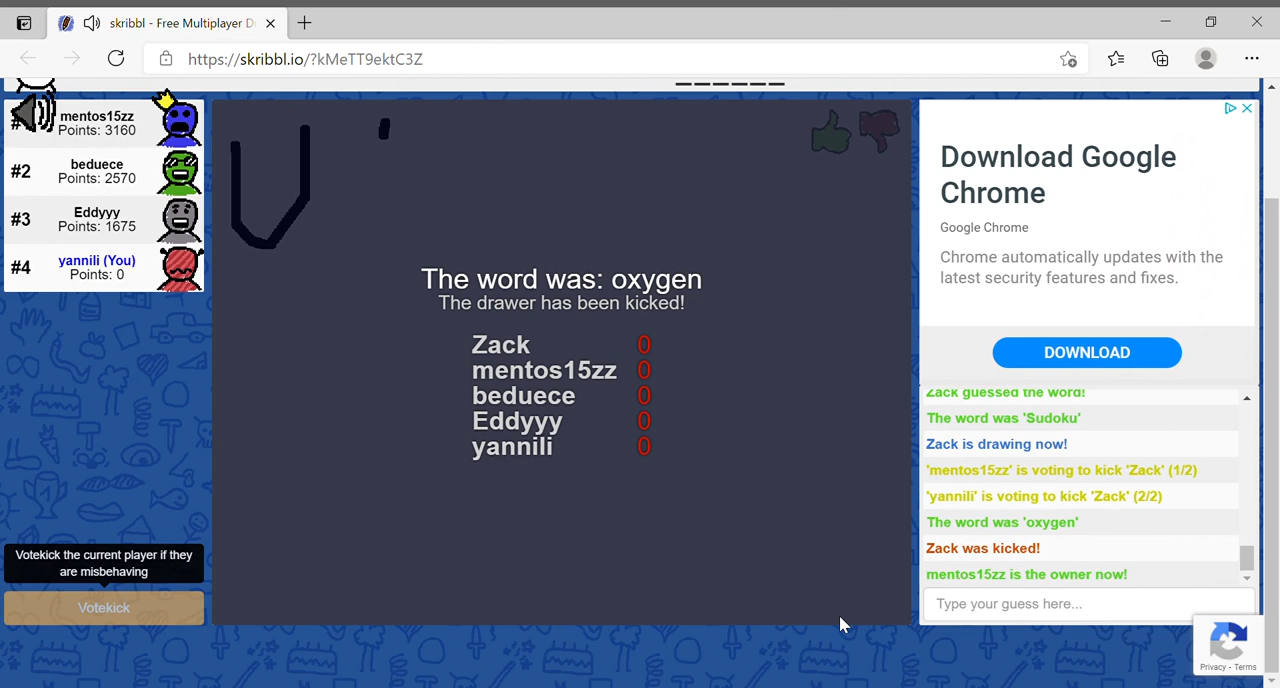 skribbl - Free Multiplayer D
https://skribbl.io/?kMeTT9ektC3Z
mentos15zz
Points: 3160
#2
beduece
Points: 2570
#3
Eddyyy
Points: 1675
#4
yannili (You)
Points: 0
The word was: oxygen
The drawer has been kicked!
Zack 0
mentos15zz 0
beduece 0
Eddyyy 0
yannili 0
Votekick the current player if they
are misbehaving
Votekick
Download Google
Chrome
Google Chrome
Chrome automatically updates with the
latest security features and fixes.
DOWNLOAD
Zack guessed the word!
The word was 'Sudoku'
Zack is drawing now!
'mentos15zz' is voting to kick 'Zack' (1/2)
'yannili' is voting to kick 'Zack' (2/2)
The word was 'oxygen'
Zack was kicked!
mentos15zz is the owner now!
Type your guess here...
Privacy - Terms